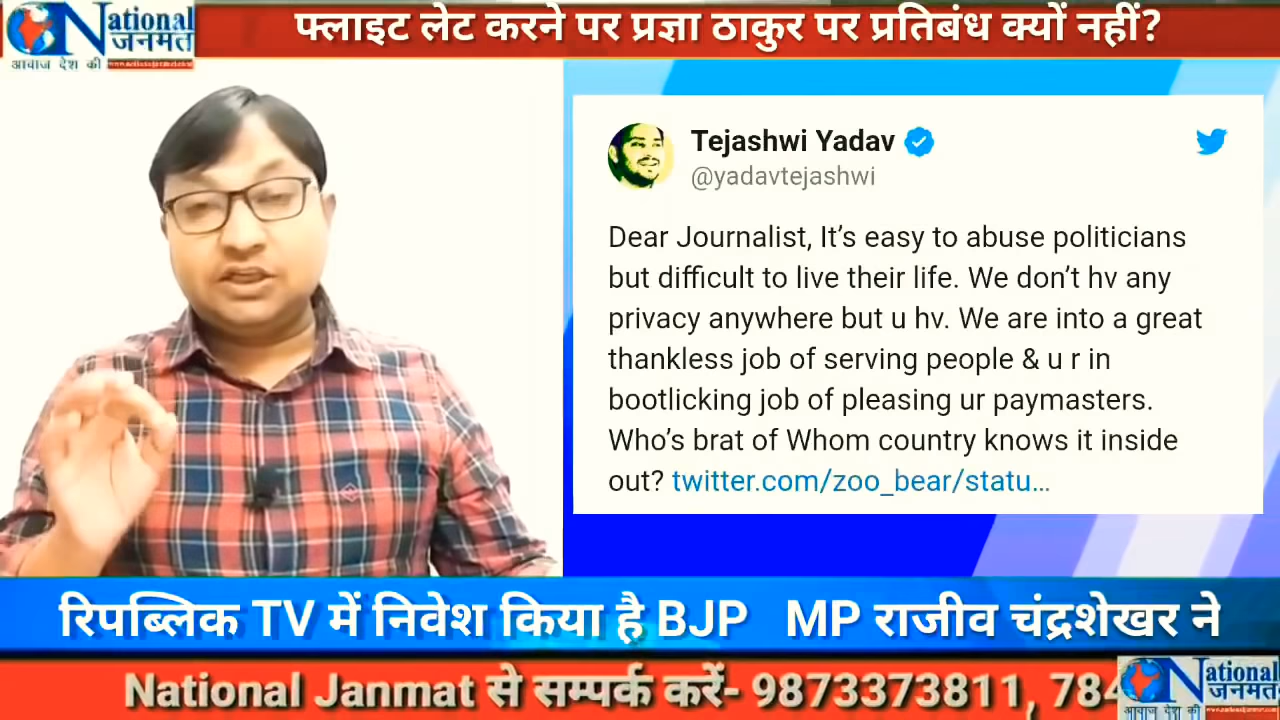 National
जनमत
आवाज देश की
फ्लाइट लेट करने पर प्रज्ञा ठाकुर पर प्रतिबंध क्यों नहीं?
Tejashwi Yadav
@yadavtejashwi
Dear Journalist, It’s easy to abuse politicians
but difficult to live their life. We don’t hv any
privacy anywhere but u hv. We are into a great
thankless job of serving people & u r in
bootlicking job of pleasing ur paymasters.
Who’s brat of Whom country knows it inside
out? twitter.com/zoo_bear/statu…
रिपब्लिक TV में निवेश किया है BJP MP राजीव चंद्रशेखर ने
National Janmat से सम्पर्क करें- 9873373811, 784
National
जनमत
आवाज देश की